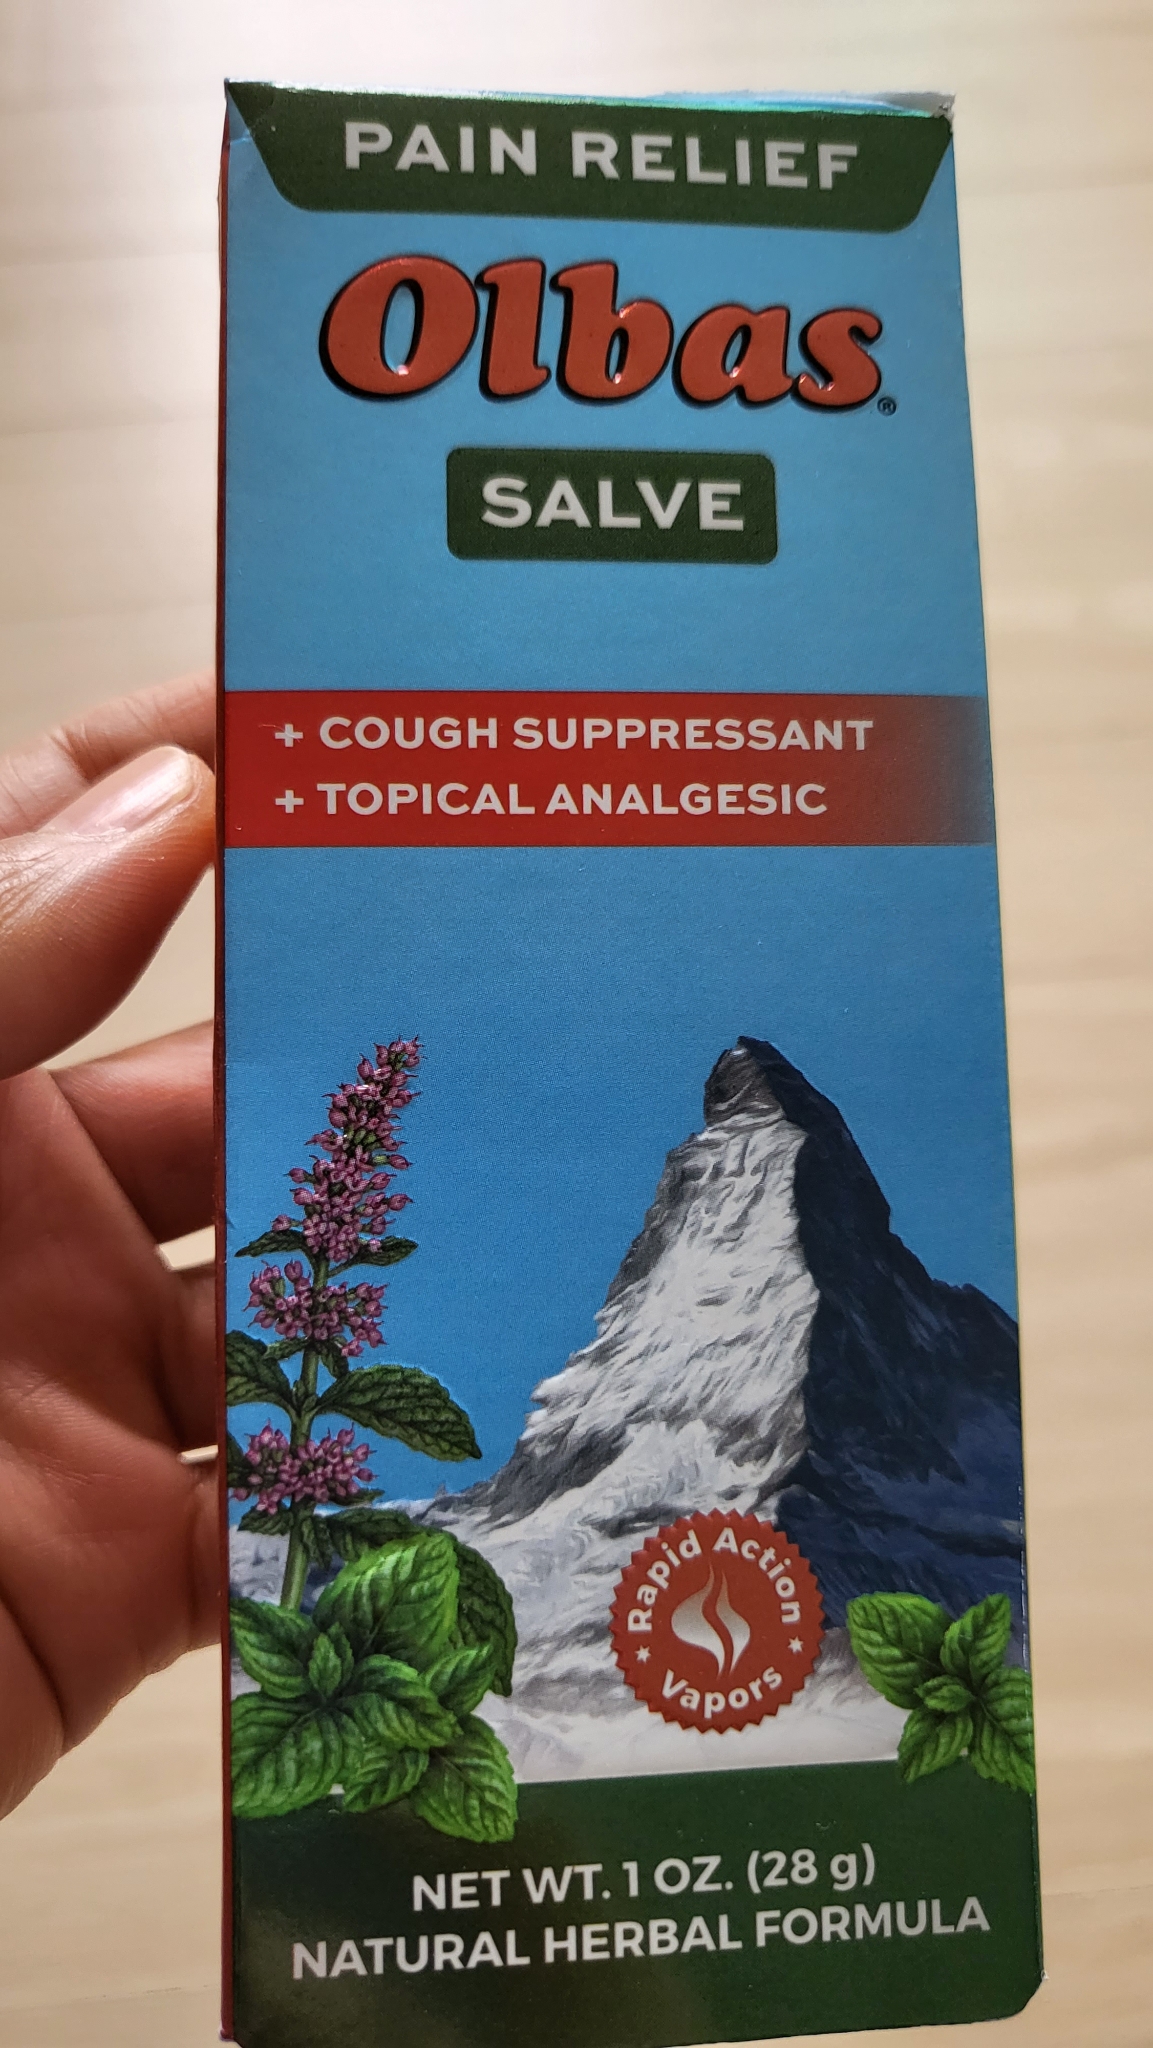 PAIN RELIEF
Olbas®
SALVE
+ COUGH SUPPRESSANT
+ TOPICAL ANALGESIC
Rapid Action
Vapors
NET WT. 1 OZ. (28 g)
NATURAL HERBAL FORMULA